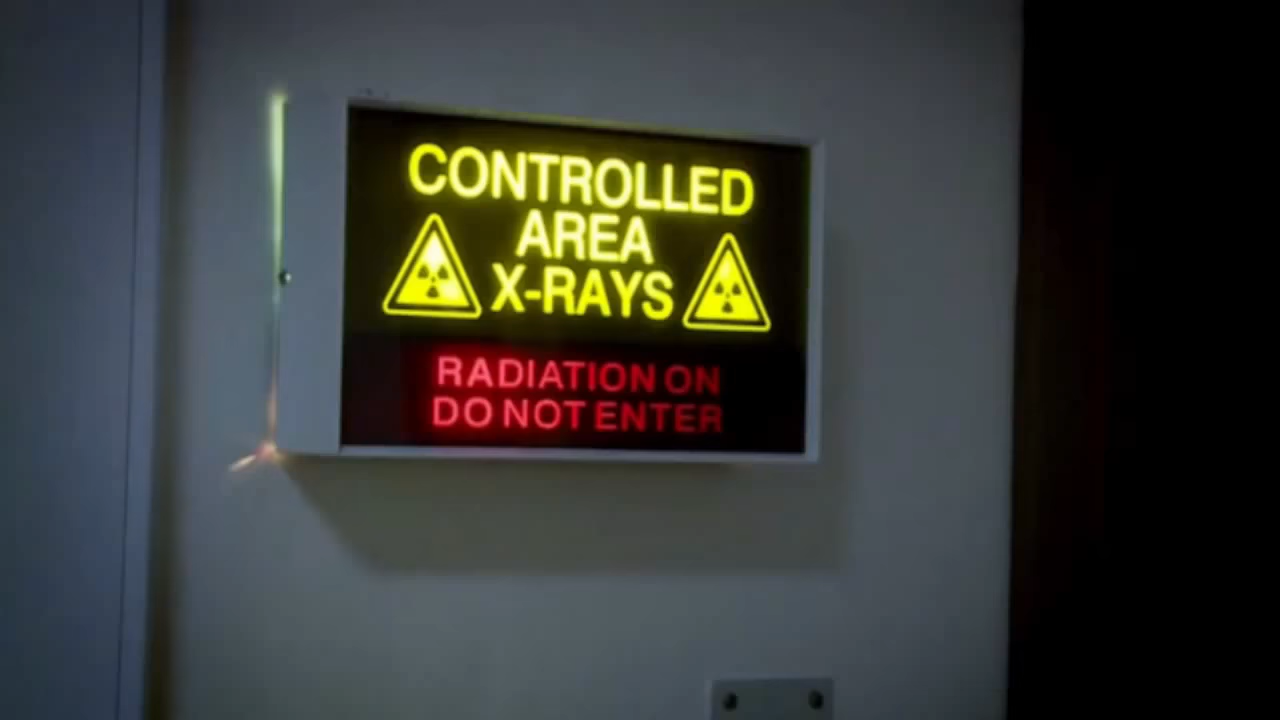 CONTROLLED
AREA
X-RAYS
RADIATION ON
DO NOT ENTER